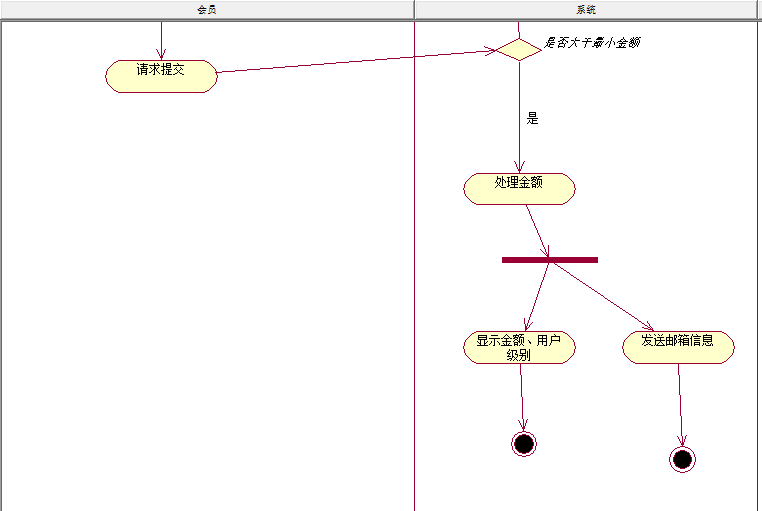 会员
系统
是否大于最小金额
请求提交
是
处理金额
显示金额、用户
级别
发送邮箱信息